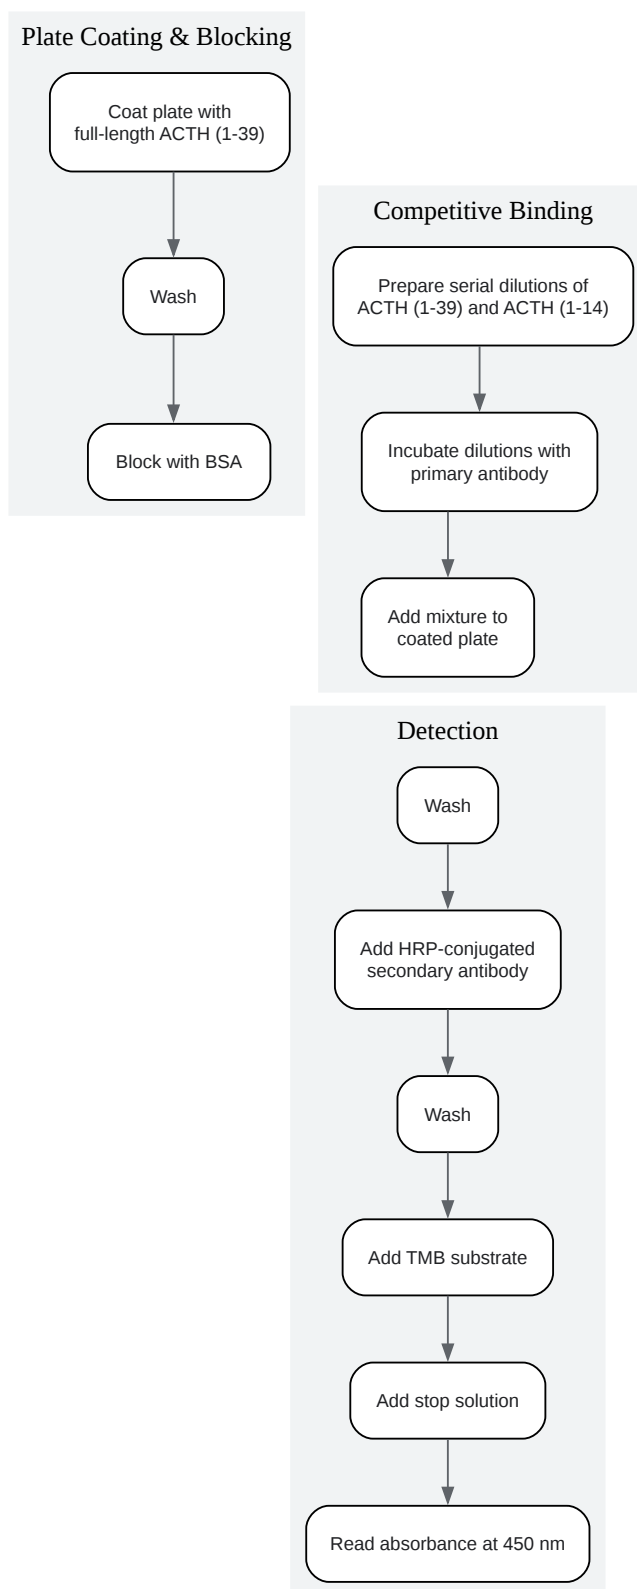 Plate Coating & Blocking
Coat plate with
full-length ACTH (1-39)
Wash
Block with BSA
Competitive Binding
Prepare serial dilutions of
ACTH (1-39) and ACTH (1-14)
Incubate dilutions with
primary antibody
Add mixture to
coated plate
Detection
Wash
Add HRP-conjugated
secondary antibody
Wash
Add TMB substrate
Add stop solution
Read absorbance at 450 nm